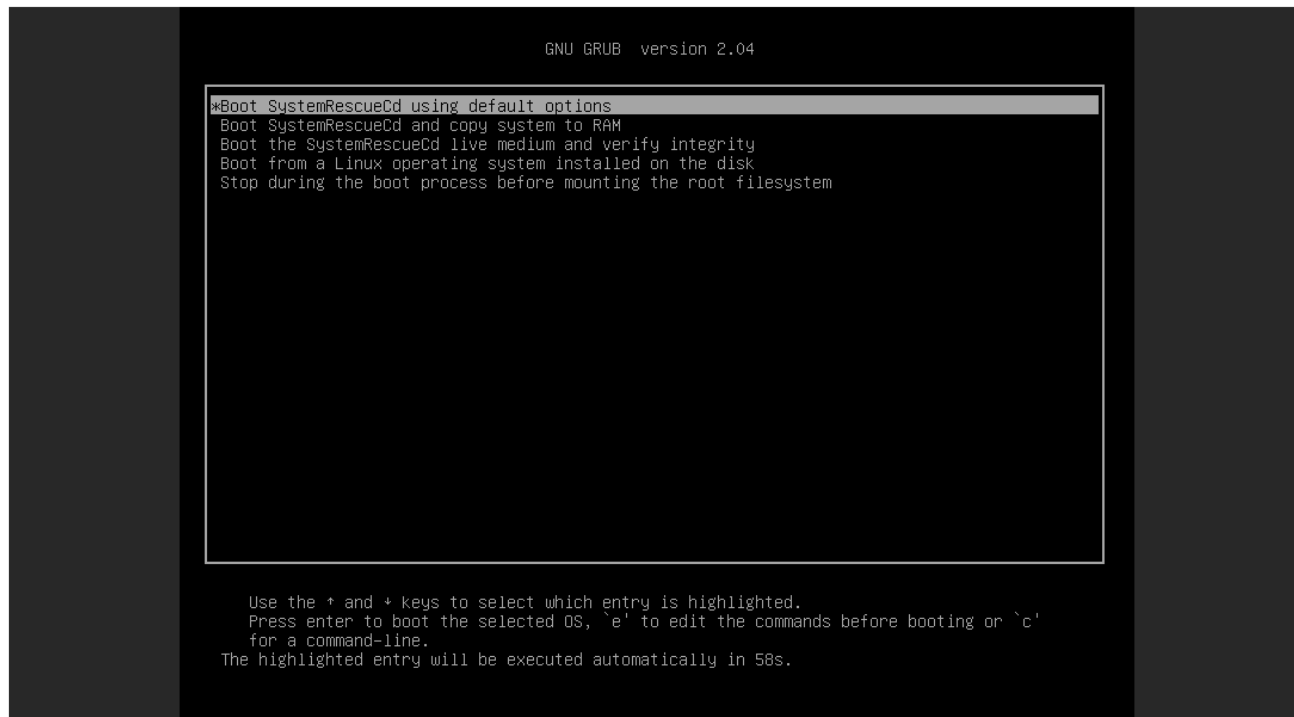 GNU GRUB version 2.04
*Boot SystemRescueCd using default options
Boot SystemRescueCd and copy system to RAM
Boot the SystemRescueCd live medium and verify integrity
Boot from a Linux operating system installed on the disk
Stop during the boot process before mounting the root filesystem
Use the ↑ and ↓ keys to select which entry is highlighted.
Press enter to boot the selected OS, `e' to edit the commands before booting or `c'
for a command-line.
The highlighted entry will be executed automatically in 58s.